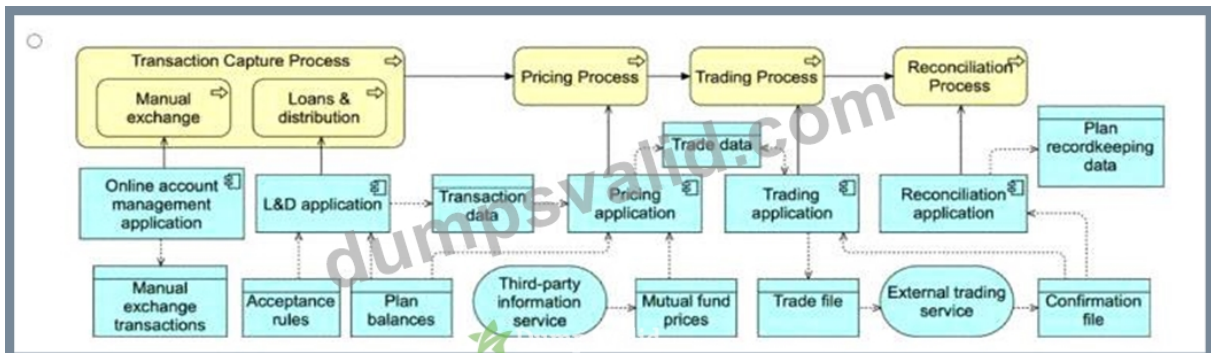 Transaction Capture Process
Manual
exchange
Loans &
distribution
Pricing Process
Trading Process
Reconciliation
Process
Online account
management
application
L&D application
Transaction
data
Pricing
application
Trade data
Trading
application
Reconciliation
application
Plan
recordkeeping
data
Manual
exchange
transactions
Acceptance
rules
Plan
balances
Third-party
information
service
Mutual fund
prices
Trade file
External trading
service
Confirmation
file
dumpsvalid.com